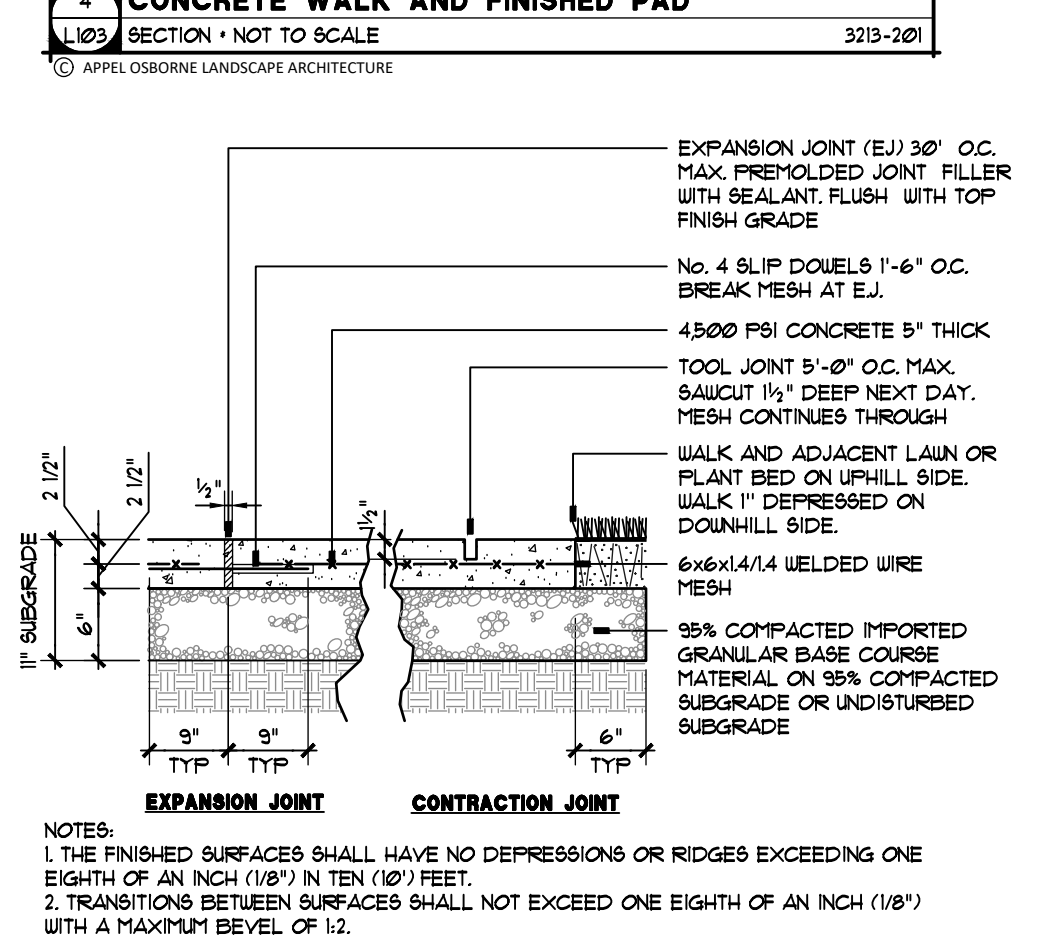 4
CONCRETE WALK AND FINISHED PAD
L103
SECTION * NOT TO SCALE
3213-201
© APPEL OSBORNE LANDSCAPE ARCHITECTURE
EXPANSION JOINT (EJ) 30' O.C.
MAX. PREMOLDED JOINT FILLER
WITH SEALANT. FLUSH WITH TOP
FINISH GRADE
No. 4 SLIP DOWELS 1'-6" O.C.
BREAK MESH AT E.J.
4,500 PSI CONCRETE 5" THICK
TOOL JOINT 5'-0" O.C. MAX.
SAWCUT 1½" DEEP NEXT DAY.
MESH CONTINUES THROUGH
WALK AND ADJACENT LAWN OR
PLANT BED ON UPHILL SIDE.
WALK 1" DEPRESSED ON
DOWNHILL SIDE.
6x6x1.4/1.4 WELDED WIRE
MESH
95% COMPACTED IMPORTED
GRANULAR BASE COURSE
MATERIAL ON 95% COMPACTED
SUBGRADE OR UNDISTURBED
SUBGRADE
2 1/2"
2 1/2"
½"
1½"
11" SUBGRADE
6"
9"
TYP
9"
TYP
6"
TYP
EXPANSION JOINT
CONTRACTION JOINT
NOTES:
1. THE FINISHED SURFACES SHALL HAVE NO DEPRESSIONS OR RIDGES EXCEEDING ONE
EIGHTH OF AN INCH (1/8") IN TEN (10') FEET.
2. TRANSITIONS BETWEEN SURFACES SHALL NOT EXCEED ONE EIGHTH OF AN INCH (1/8")
WITH A MAXIMUM BEVEL OF 1:2.